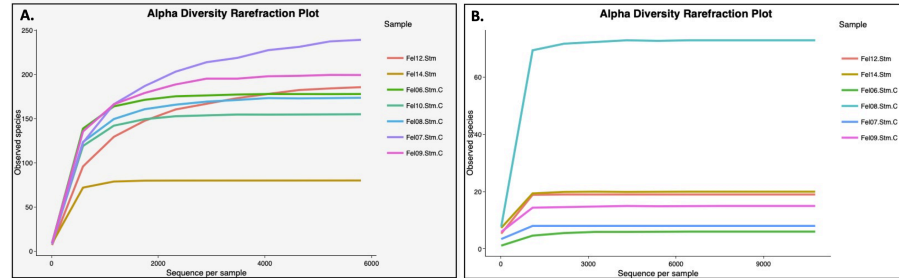 A.
Alpha Diversity Rarefraction Plot
Sample
Fel12.Stm
Fel14.Stm
Fel06.Stm.C
Fel10.Stm.C
Fel08.Stm.C
Fel07.Stm.C
Fel09.Stm.C
Observed species
250
200
150
100
50
0
0
2000
4000
6000
Sequence per sample
B.
Alpha Diversity Rarefraction Plot
Sample
Fel12.Stm
Fel14.Stm
Fel06.Stm.C
Fel08.Stm.C
Fel07.Stm.C
Fel09.Stm.C
Observed species
60
40
20
0
0
3000
6000
9000
Sequence per sample